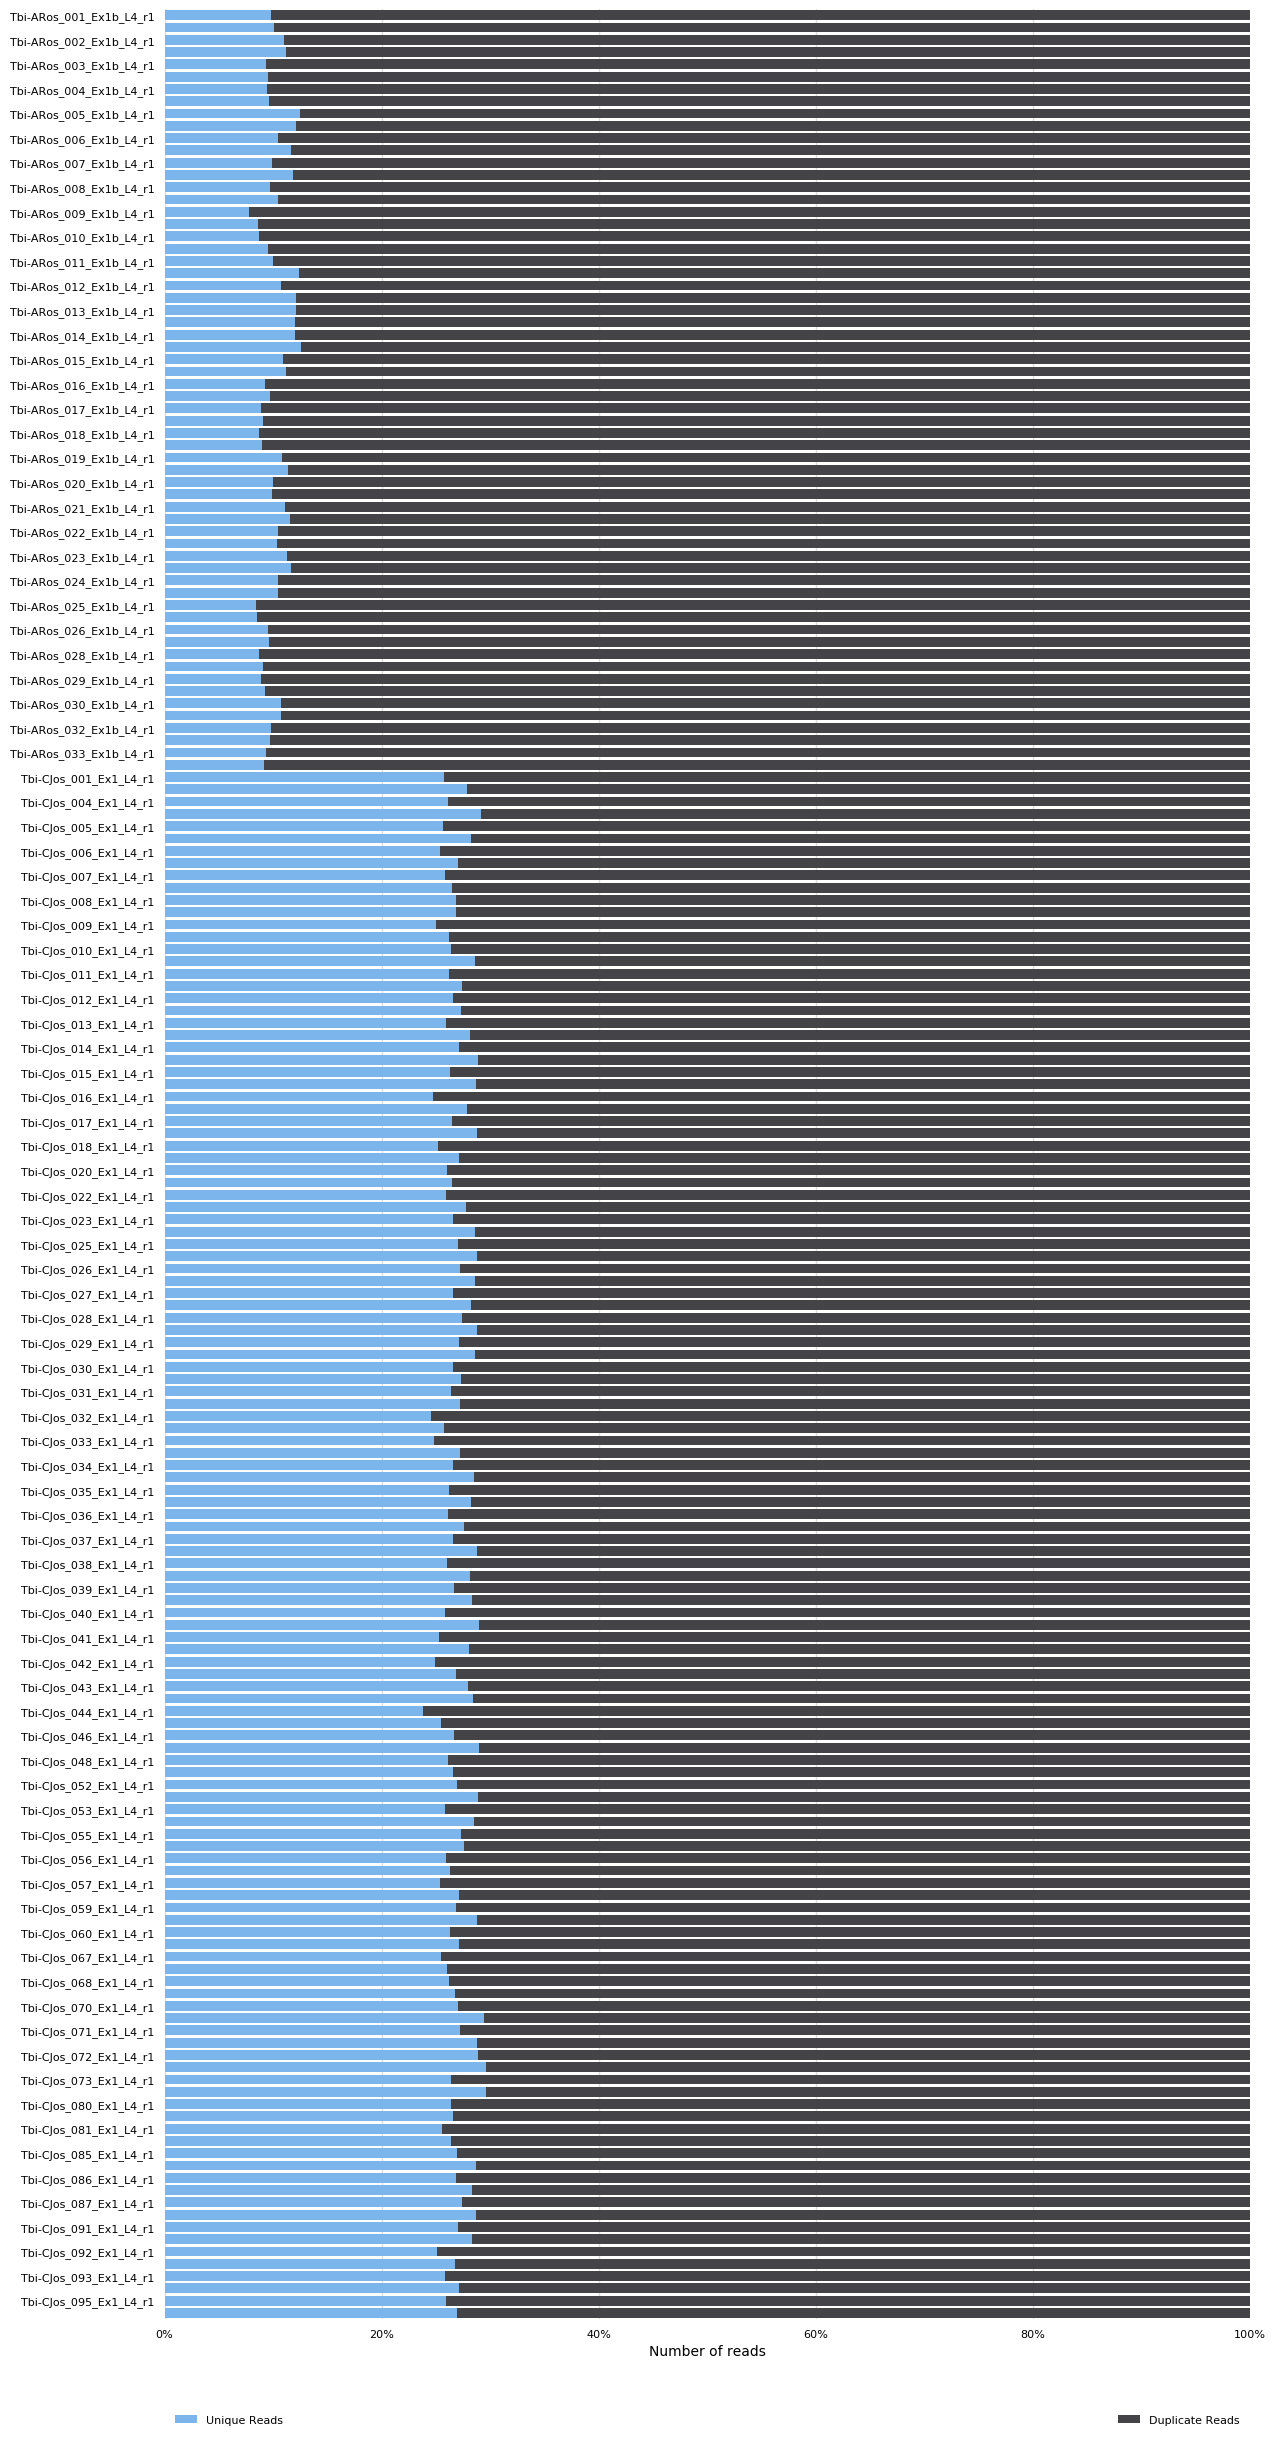 Tbi-ARos_001_Ex1b_L4_r1
Tbi-ARos_002_Ex1b_L4_r1
Tbi-ARos_003_Ex1b_L4_r1
Tbi-ARos_004_Ex1b_L4_r1
Tbi-ARos_005_Ex1b_L4_r1
Tbi-ARos_006_Ex1b_L4_r1
Tbi-ARos_007_Ex1b_L4_r1
Tbi-ARos_008_Ex1b_L4_r1
Tbi-ARos_009_Ex1b_L4_r1
Tbi-ARos_010_Ex1b_L4_r1
Tbi-ARos_011_Ex1b_L4_r1
Tbi-ARos_012_Ex1b_L4_r1
Tbi-ARos_013_Ex1b_L4_r1
Tbi-ARos_014_Ex1b_L4_r1
Tbi-ARos_015_Ex1b_L4_r1
Tbi-ARos_016_Ex1b_L4_r1
Tbi-ARos_017_Ex1b_L4_r1
Tbi-ARos_018_Ex1b_L4_r1
Tbi-ARos_019_Ex1b_L4_r1
Tbi-ARos_020_Ex1b_L4_r1
Tbi-ARos_021_Ex1b_L4_r1
Tbi-ARos_022_Ex1b_L4_r1
Tbi-ARos_023_Ex1b_L4_r1
Tbi-ARos_024_Ex1b_L4_r1
Tbi-ARos_025_Ex1b_L4_r1
Tbi-ARos_026_Ex1b_L4_r1
Tbi-ARos_028_Ex1b_L4_r1
Tbi-ARos_029_Ex1b_L4_r1
Tbi-ARos_030_Ex1b_L4_r1
Tbi-ARos_032_Ex1b_L4_r1
Tbi-ARos_033_Ex1b_L4_r1
Tbi-CJos_001_Ex1_L4_r1
Tbi-CJos_004_Ex1_L4_r1
Tbi-CJos_005_Ex1_L4_r1
Tbi-CJos_006_Ex1_L4_r1
Tbi-CJos_007_Ex1_L4_r1
Tbi-CJos_008_Ex1_L4_r1
Tbi-CJos_009_Ex1_L4_r1
Tbi-CJos_010_Ex1_L4_r1
Tbi-CJos_011_Ex1_L4_r1
Tbi-CJos_012_Ex1_L4_r1
Tbi-CJos_013_Ex1_L4_r1
Tbi-CJos_014_Ex1_L4_r1
Tbi-CJos_015_Ex1_L4_r1
Tbi-CJos_016_Ex1_L4_r1
Tbi-CJos_017_Ex1_L4_r1
Tbi-CJos_018_Ex1_L4_r1
Tbi-CJos_020_Ex1_L4_r1
Tbi-CJos_022_Ex1_L4_r1
Tbi-CJos_023_Ex1_L4_r1
Tbi-CJos_025_Ex1_L4_r1
Tbi-CJos_026_Ex1_L4_r1
Tbi-CJos_027_Ex1_L4_r1
Tbi-CJos_028_Ex1_L4_r1
Tbi-CJos_029_Ex1_L4_r1
Tbi-CJos_030_Ex1_L4_r1
Tbi-CJos_031_Ex1_L4_r1
Tbi-CJos_032_Ex1_L4_r1
Tbi-CJos_033_Ex1_L4_r1
Tbi-CJos_034_Ex1_L4_r1
Tbi-CJos_035_Ex1_L4_r1
Tbi-CJos_036_Ex1_L4_r1
Tbi-CJos_037_Ex1_L4_r1
Tbi-CJos_038_Ex1_L4_r1
Tbi-CJos_039_Ex1_L4_r1
Tbi-CJos_040_Ex1_L4_r1
Tbi-CJos_041_Ex1_L4_r1
Tbi-CJos_042_Ex1_L4_r1
Tbi-CJos_043_Ex1_L4_r1
Tbi-CJos_044_Ex1_L4_r1
Tbi-CJos_046_Ex1_L4_r1
Tbi-CJos_048_Ex1_L4_r1
Tbi-CJos_052_Ex1_L4_r1
Tbi-CJos_053_Ex1_L4_r1
Tbi-CJos_055_Ex1_L4_r1
Tbi-CJos_056_Ex1_L4_r1
Tbi-CJos_057_Ex1_L4_r1
Tbi-CJos_059_Ex1_L4_r1
Tbi-CJos_060_Ex1_L4_r1
Tbi-CJos_067_Ex1_L4_r1
Tbi-CJos_068_Ex1_L4_r1
Tbi-CJos_070_Ex1_L4_r1
Tbi-CJos_071_Ex1_L4_r1
Tbi-CJos_072_Ex1_L4_r1
Tbi-CJos_073_Ex1_L4_r1
Tbi-CJos_080_Ex1_L4_r1
Tbi-CJos_081_Ex1_L4_r1
Tbi-CJos_085_Ex1_L4_r1
Tbi-CJos_086_Ex1_L4_r1
Tbi-CJos_087_Ex1_L4_r1
Tbi-CJos_091_Ex1_L4_r1
Tbi-CJos_092_Ex1_L4_r1
Tbi-CJos_093_Ex1_L4_r1
Tbi-CJos_095_Ex1_L4_r1
0% 20% 40% 60% 80% 100%
Number of reads
Unique Reads Duplicate Reads